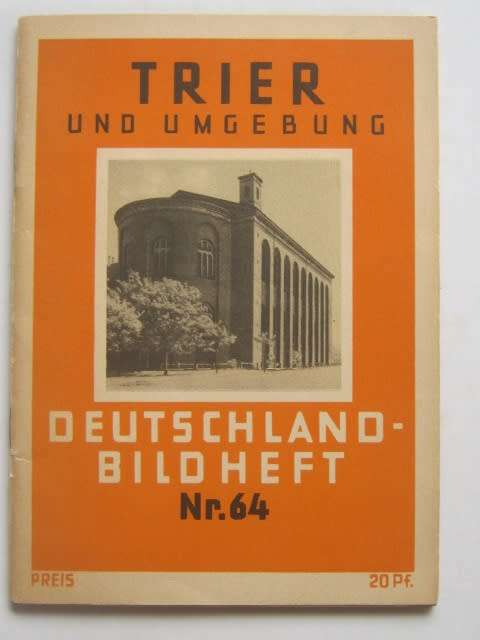 TRIER
UND UMGEBUNG
DEUTSCHLAND-
BILDHEFT
Nr.64
PREIS 20 Pf.